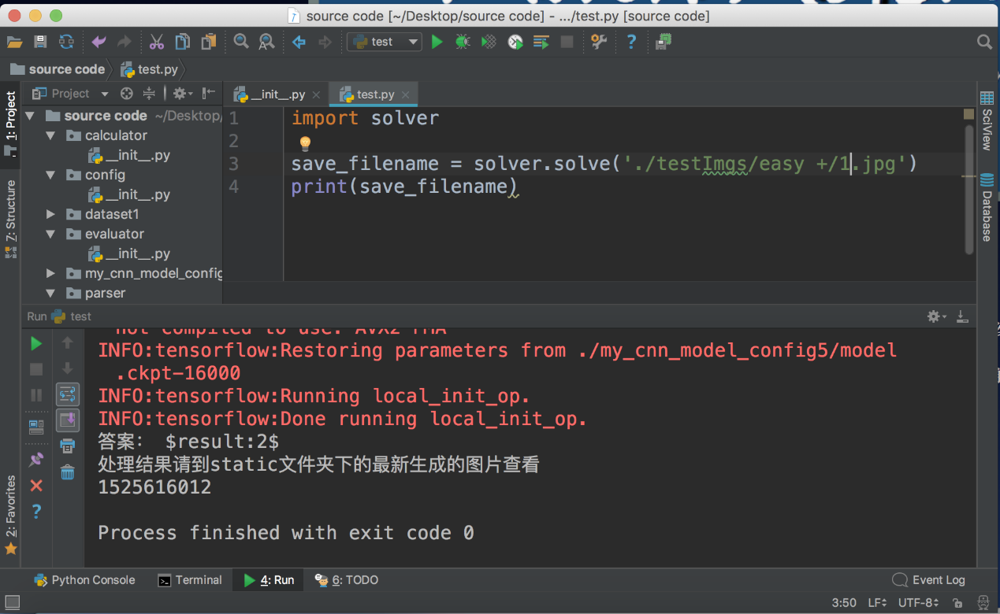 source code [~/Desktop/source code] - .../test.py [source code]
test
source code
test.py
Project
__init__.py
test.py
1: Project
7: Structure
2: Favorites
source code ~/Desktop/
calculator
__init__.py
config
__init__.py
dataset1
evaluator
__init__.py
my_cnn_model_config
parser
1 import solver
2
3 save_filename = solver.solve('./testImgs/easy +/1.jpg')
4 print(save_filename)
SciView
Database
Run test
not compiled to use: AVX2 FMA
INFO:tensorflow:Restoring parameters from ./my_cnn_model_config5/model
.ckpt-16000
INFO:tensorflow:Running local_init_op.
INFO:tensorflow:Done running local_init_op.
答案： $result:2$
处理结果请到static文件夹下的最新生成的图片查看
1525616012
Process finished with exit code 0
Python Console
Terminal
4: Run
6: TODO
Event Log
3:50 LF UTF-8